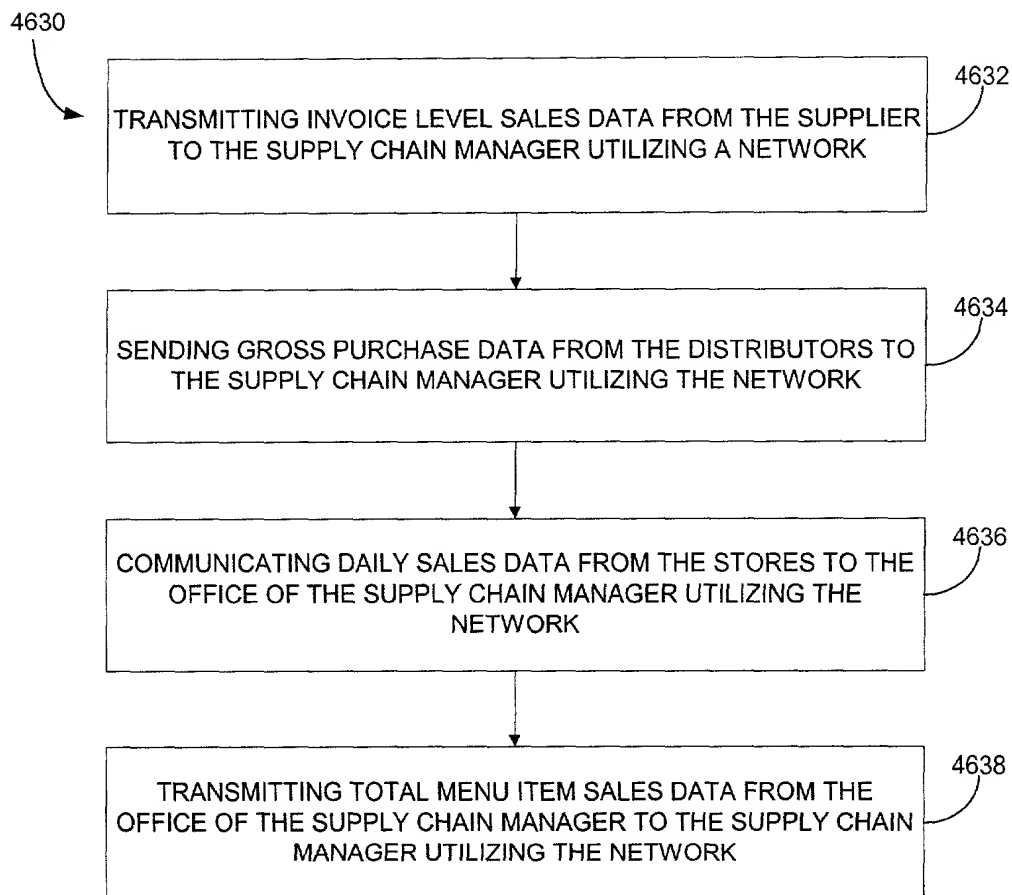 4630
4632
TRANSMITTING INVOICE LEVEL SALES DATA FROM THE SUPPLIER
TO THE SUPPLY CHAIN MANAGER UTILIZING A NETWORK
4634
SENDING GROSS PURCHASE DATA FROM THE DISTRIBUTORS TO
THE SUPPLY CHAIN MANAGER UTILIZING THE NETWORK
4636
COMMUNICATING DAILY SALES DATA FROM THE STORES TO THE
OFFICE OF THE SUPPLY CHAIN MANAGER UTILIZING THE
NETWORK
4638
TRANSMITTING TOTAL MENU ITEM SALES DATA FROM THE
OFFICE OF THE SUPPLY CHAIN MANAGER TO THE SUPPLY CHAIN
MANAGER UTILIZING THE NETWORK